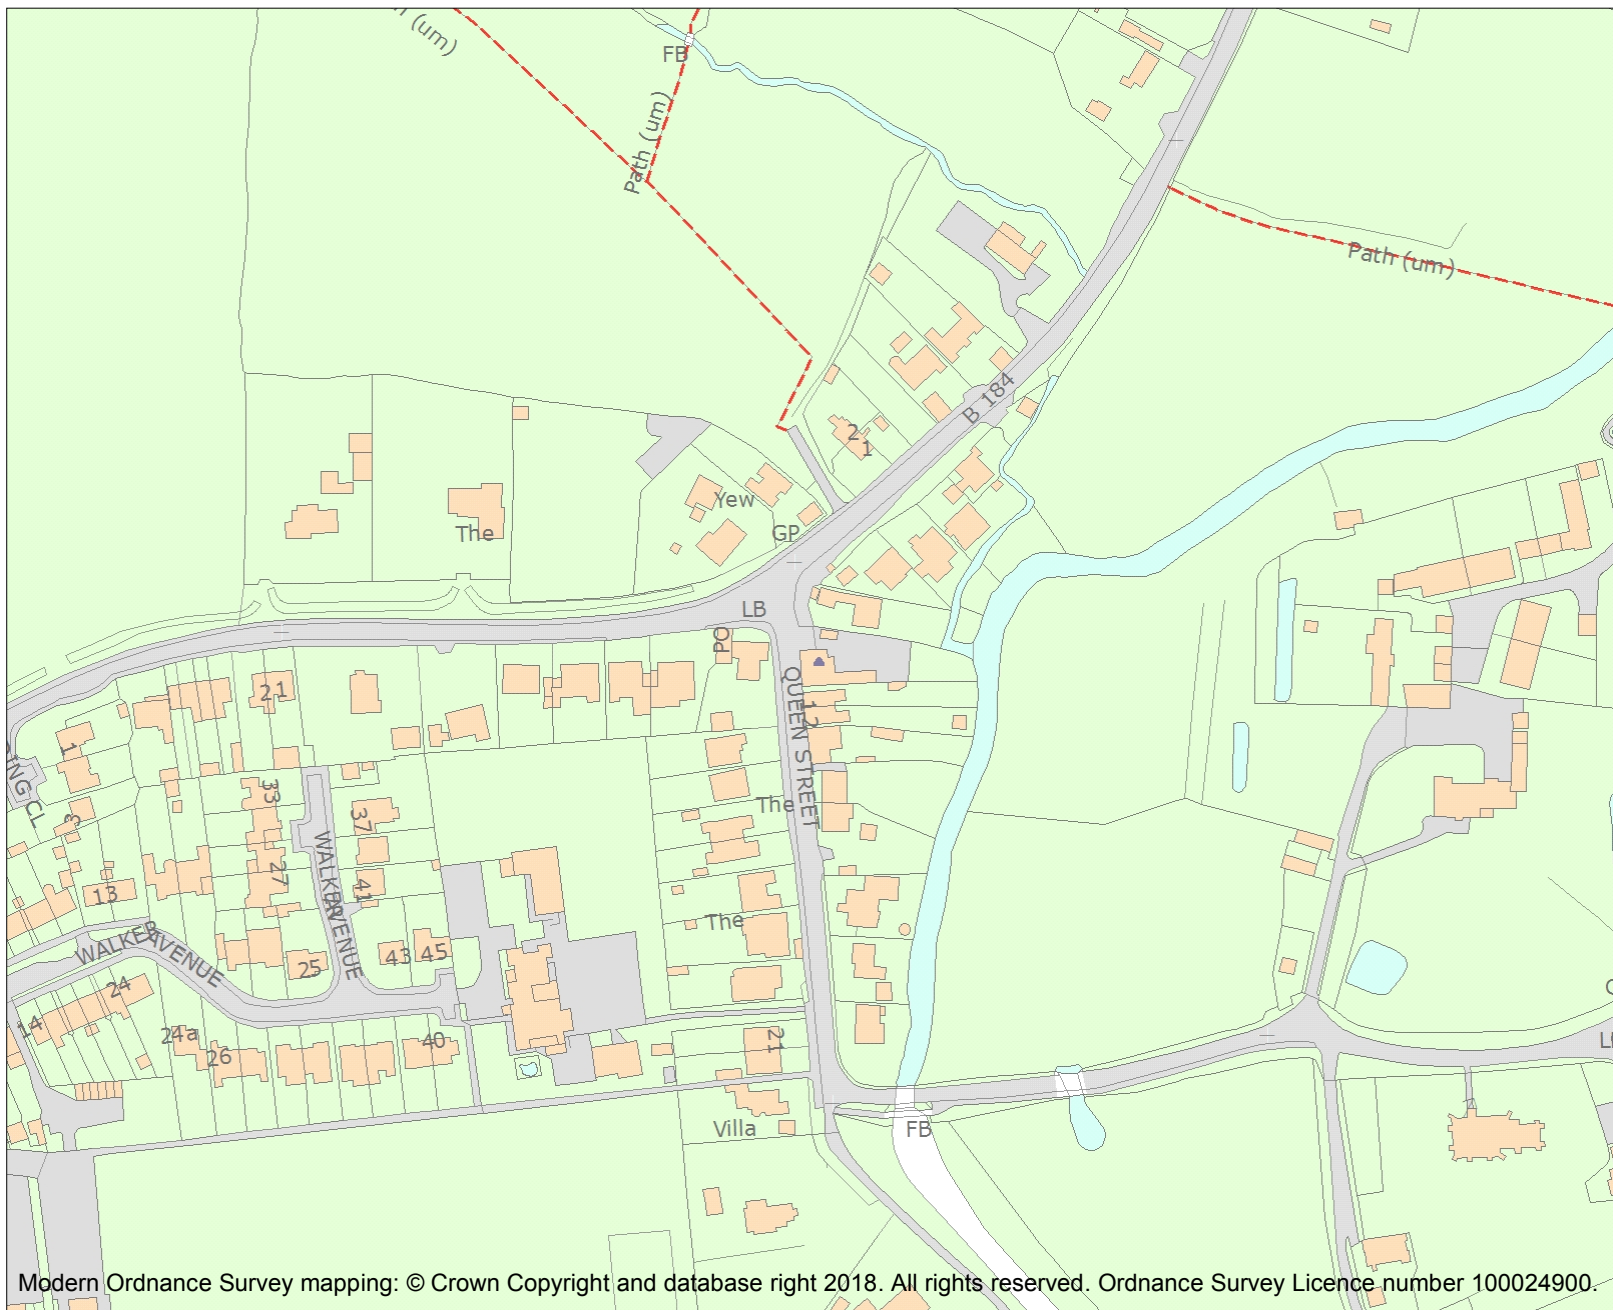 (um)
FB
Path (um)
Path (um)
B 184
2
1
Yew
The
GP
LB
PO
QUEEN STREET
12
21
1
3
33
37
The
WALKER AVENUE
27
41
13
The
WALKER AVENUE
25
43
45
24
14
24a
26
40
21
Villa
FB
Modern Ordnance Survey mapping: © Crown Copyright and database right 2018. All rights reserved. Ordnance Survey Licence number 100024900.